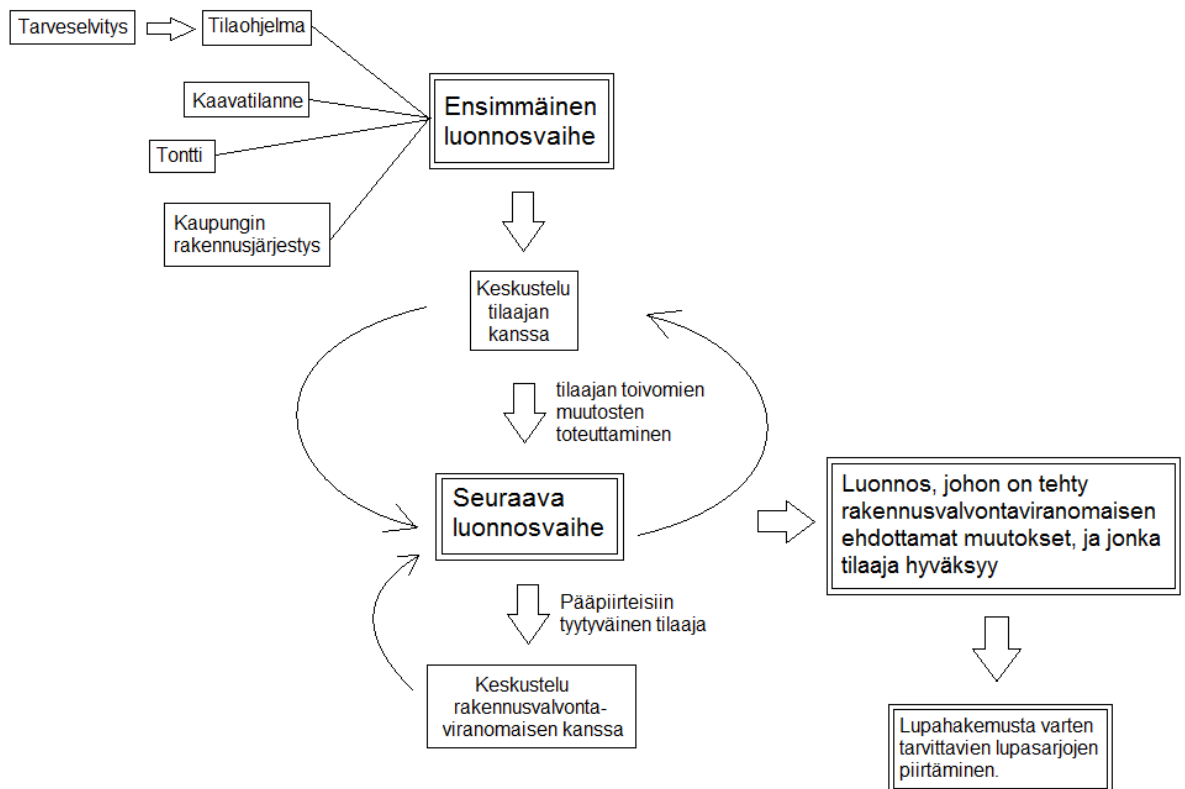 Tarveselvitys
Tilaohjelma
Kaavatilanne
Tontti
Kaupungin
rakennusjärjestys
Ensimmäinen
luonnosvaihe
Keskustelu
tilaajan
kanssa
tilaajan toivomien
muutosten
toteuttaminen
Seuraava
luonnosvaihe
Pääpiirteisiin
tyytyväinen tilaaja
Keskustelu
rakennusvalvonta-
viranomaisen kanssa
Luonnos, johon on tehty
rakennusvalvontaviranomaisen
ehdottamat muutokset, ja jonka
tilaaja hyväksyy
Lupahakemusta varten
tarvittavien lupasarjojen
piirtäminen.